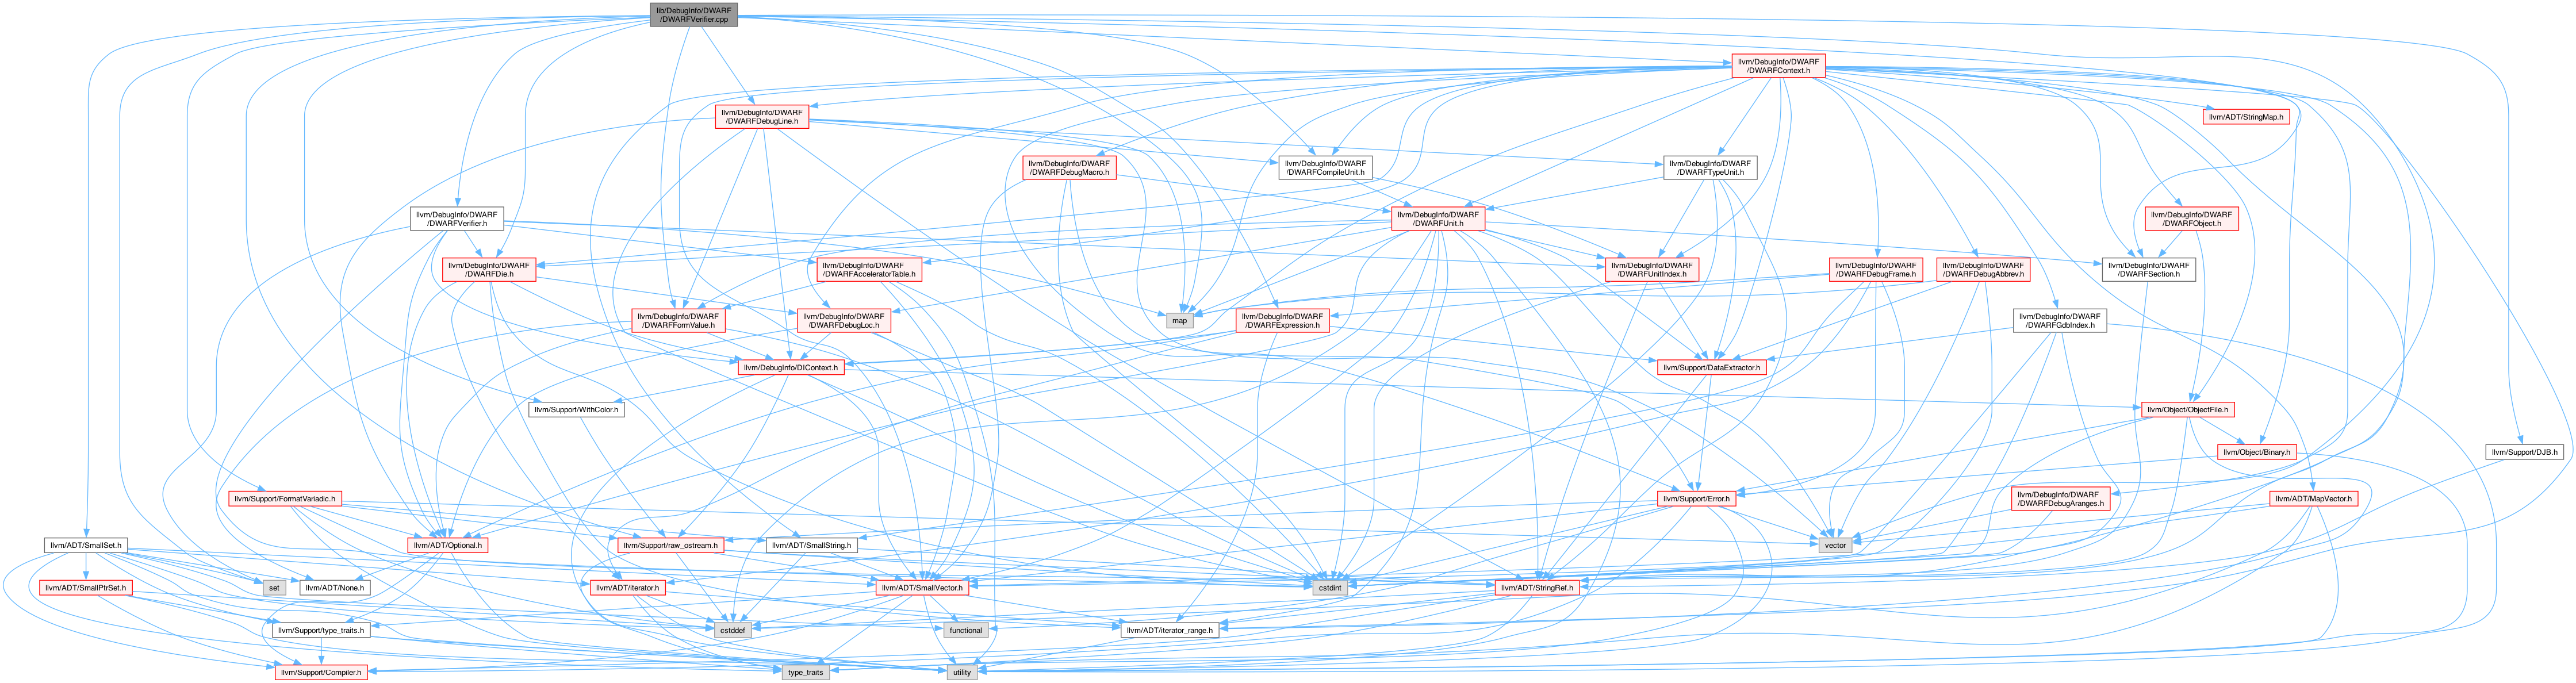 lib/DebugInfo/DWARF
/DWARFVerifier.cpp
llvm/DebugInfo/DWARF
/DWARFContext.h
llvm/DebugInfo/DWARF
/DWARFDebugLine.h
llvm/ADT/StringMap.h
llvm/DebugInfo/DWARF
/DWARFDebugMacro.h
llvm/DebugInfo/DWARF
/DWARFCompileUnit.h
llvm/DebugInfo/DWARF
/DWARFTypeUnit.h
llvm/DebugInfo/DWARF
/DWARFVerifier.h
llvm/DebugInfo/DWARF
/DWARFUnit.h
llvm/DebugInfo/DWARF
/DWARFObject.h
llvm/DebugInfo/DWARF
/DWARFDie.h
llvm/DebugInfo/DWARF
/DWARFAcceleratorTable.h
llvm/DebugInfo/DWARF
/DWARFUnitIndex.h
llvm/DebugInfo/DWARF
/DWARFDebugFrame.h
llvm/DebugInfo/DWARF
/DWARFDebugAbbrev.h
llvm/DebugInfo/DWARF
/DWARFSection.h
llvm/DebugInfo/DWARF
/DWARFFormValue.h
llvm/DebugInfo/DWARF
/DWARFDebugLoc.h
map
llvm/DebugInfo/DWARF
/DWARFExpression.h
llvm/DebugInfo/DWARF
/DWARFGdbIndex.h
llvm/DebugInfo/DIContext.h
llvm/Support/DataExtractor.h
llvm/Support/WithColor.h
llvm/Object/ObjectFile.h
llvm/Object/Binary.h
llvm/Support/DJB.h
llvm/Support/FormatVariadic.h
llvm/Support/Error.h
llvm/DebugInfo/DWARF
/DWARFDebugAranges.h
llvm/ADT/MapVector.h
llvm/ADT/SmallSet.h
llvm/ADT/Optional.h
llvm/Support/raw_ostream.h
llvm/ADT/SmallString.h
vector
llvm/ADT/SmallPtrSet.h
set
llvm/ADT/None.h
llvm/ADT/iterator.h
llvm/ADT/SmallVector.h
cstdint
llvm/ADT/StringRef.h
llvm/Support/type_traits.h
cstddef
functional
llvm/ADT/iterator_range.h
llvm/Support/Compiler.h
type_traits
utility